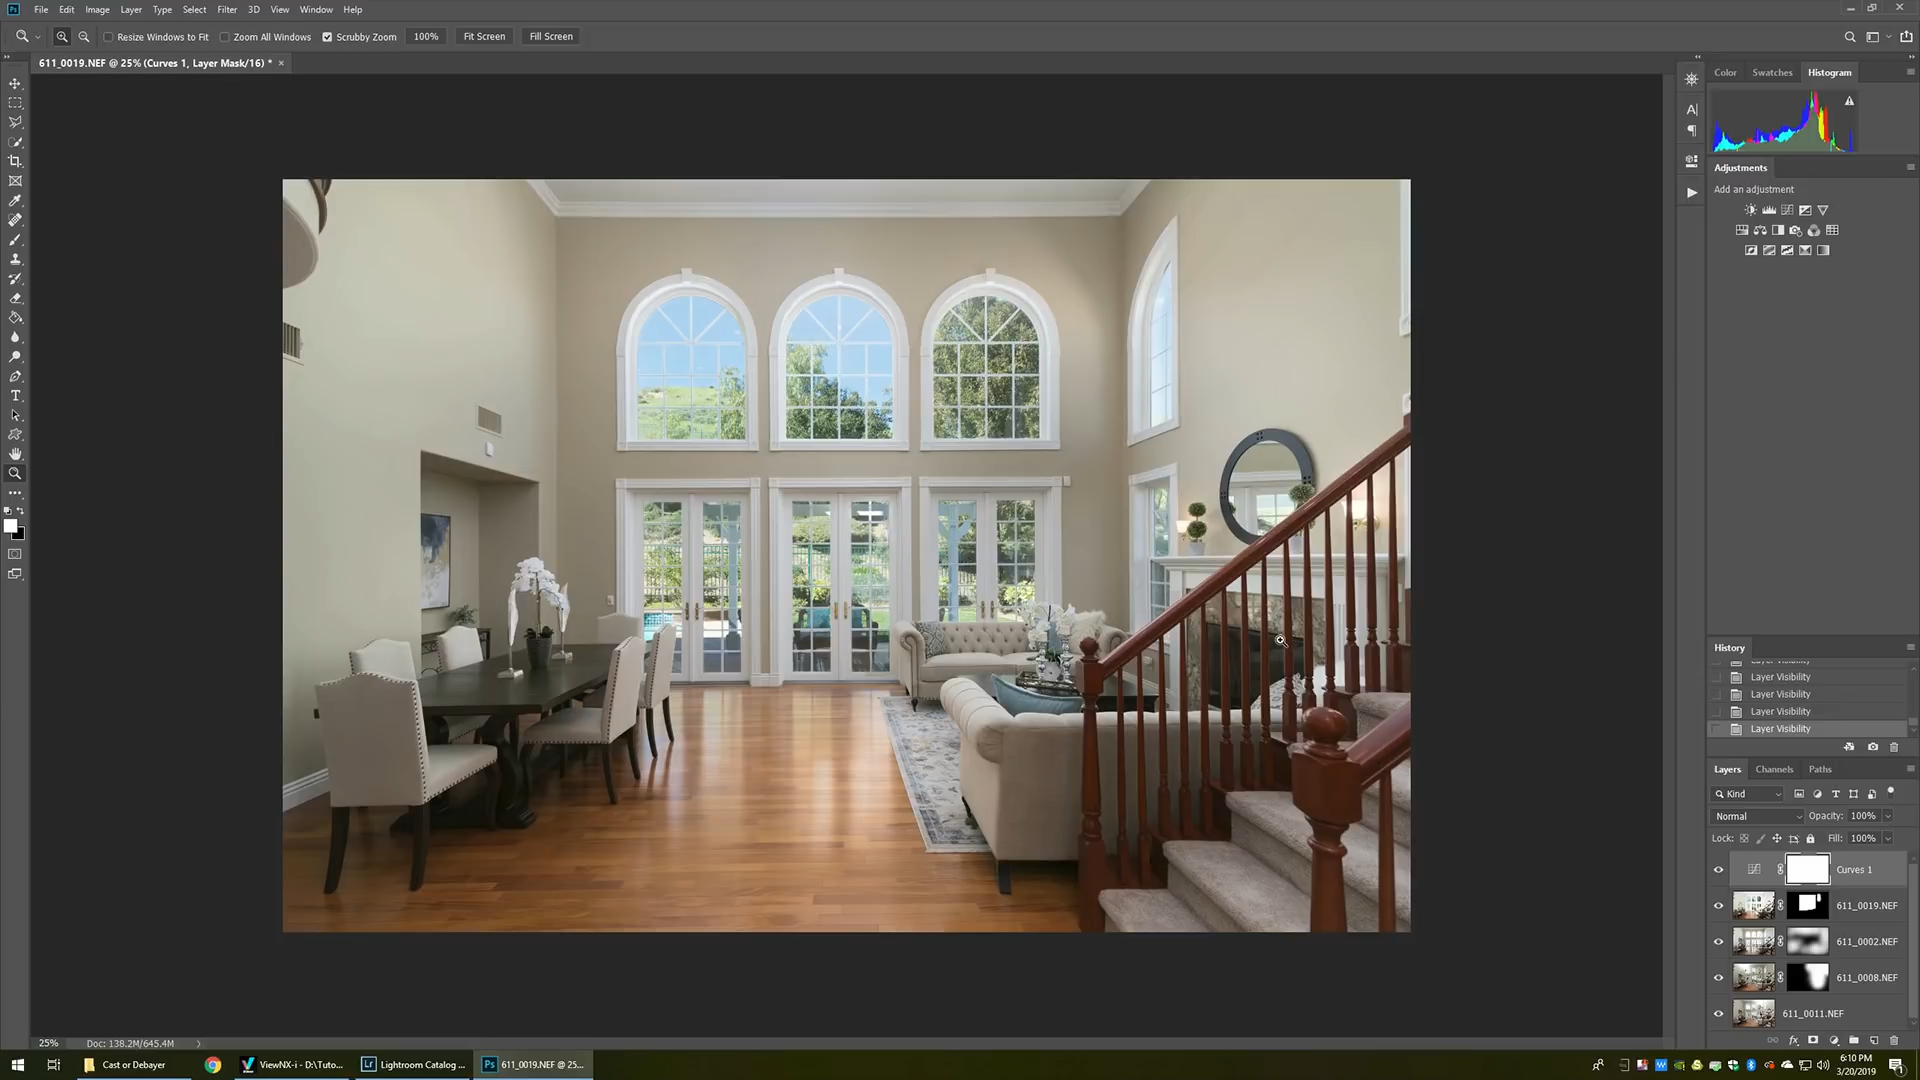 Ps File Edit Image Layer Type Select Filter 3D View Window Help
Resize Windows to Fit Zoom All Windows Scrubby Zoom 100% Fit Screen Fill Screen
611_0019.NEF @ 25% (Curves 1, Layer Mask/16) * ×
Color Swatches Histogram
Adjustments
Add an adjustment
History
Layer Visibility
Layer Visibility
Layer Visibility
Layer Visibility
Layers Channels Paths
Kind
Normal Opacity: 100%
Lock: Fill: 100%
Curves 1
611_0019.NEF
611_0002.NEF
611_0008.NEF
611_0011.NEF
25% Doc: 138.2M/645.4M
Cast or Debayer ViewNX-i - D:\Tuto... Lightroom Catalog ... Ps 611_0019.NEF @ 25...
6:10 PM
3/20/2019